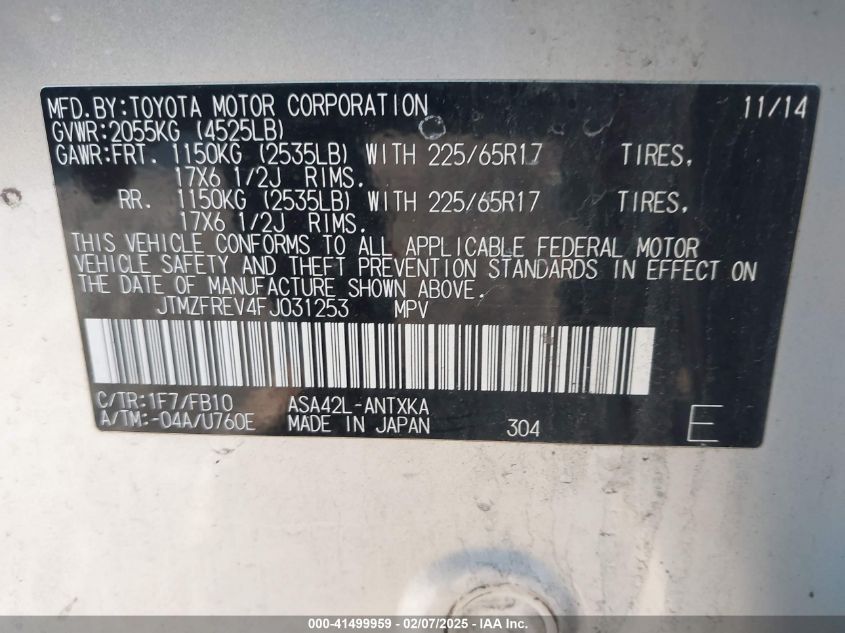 MFD.BY:TOYOTA MOTOR CORPORATION 11/14
GVWR:2055KG (4525LB)
GAWR:FRT. 1150KG (2535LB) WITH 225/65R17 TIRES,
17X6 1/2J RIMS.
RR. 1150KG (2535LB) WITH 225/65R17 TIRES,
17X6 1/2J RIMS.
THIS VEHICLE CONFORMS TO ALL APPLICABLE FEDERAL MOTOR
VEHICLE SAFETY AND THEFT PREVENTION STANDARDS IN EFFECT ON
THE DATE OF MANUFACTURE SHOWN ABOVE.
JTMZFREV4FJ031253 MPV
C/TR:1F7/FB10 ASA42L-ANTXKA
A/TM:-04A/U760E MADE IN JAPAN 304 E
000-41499959 - 02/07/2025 - IAA Inc.